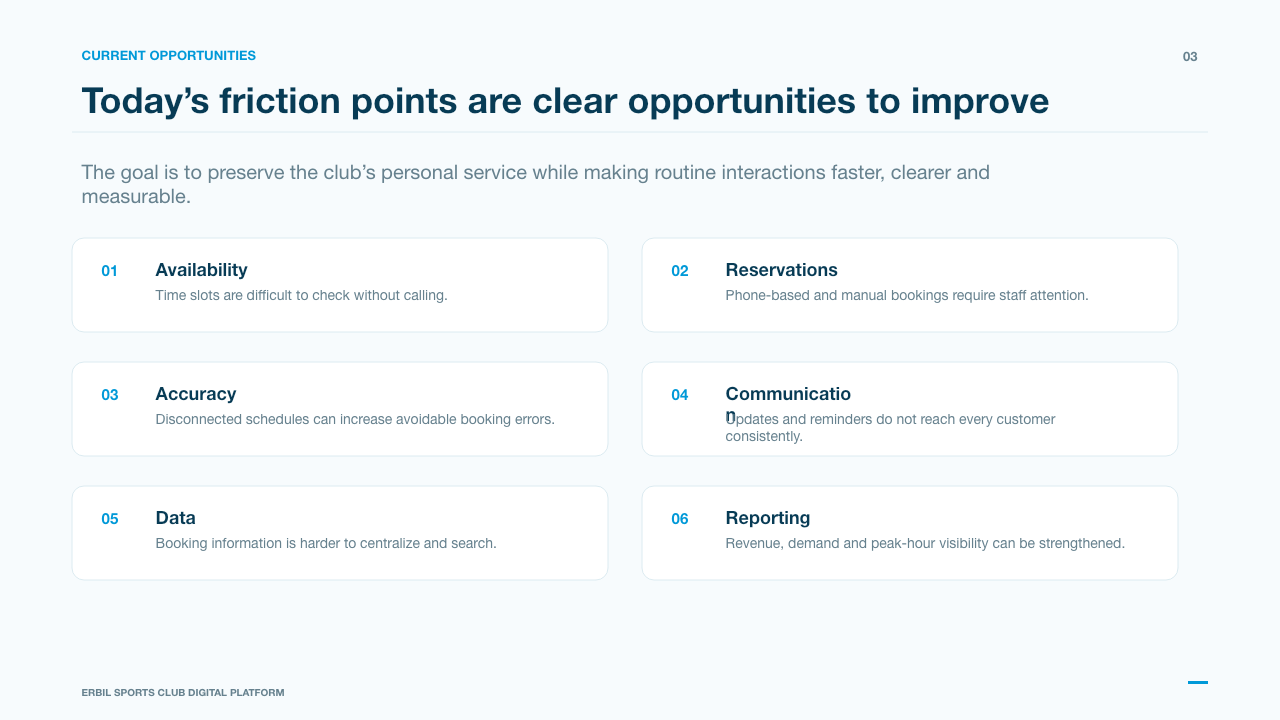 CURRENT OPPORTUNITIES
03
Today’s friction points are clear opportunities to improve
The goal is to preserve the club’s personal service while making routine interactions faster, clearer and
measurable.
01
Availability
Time slots are difficult to check without calling.
02
Reservations
Phone-based and manual bookings require staff attention.
03
Accuracy
Disconnected schedules can increase avoidable booking errors.
04
Communicatio
n
Updates and reminders do not reach every customer
consistently.
05
Data
Booking information is harder to centralize and search.
06
Reporting
Revenue, demand and peak-hour visibility can be strengthened.
ERBIL SPORTS CLUB DIGITAL PLATFORM